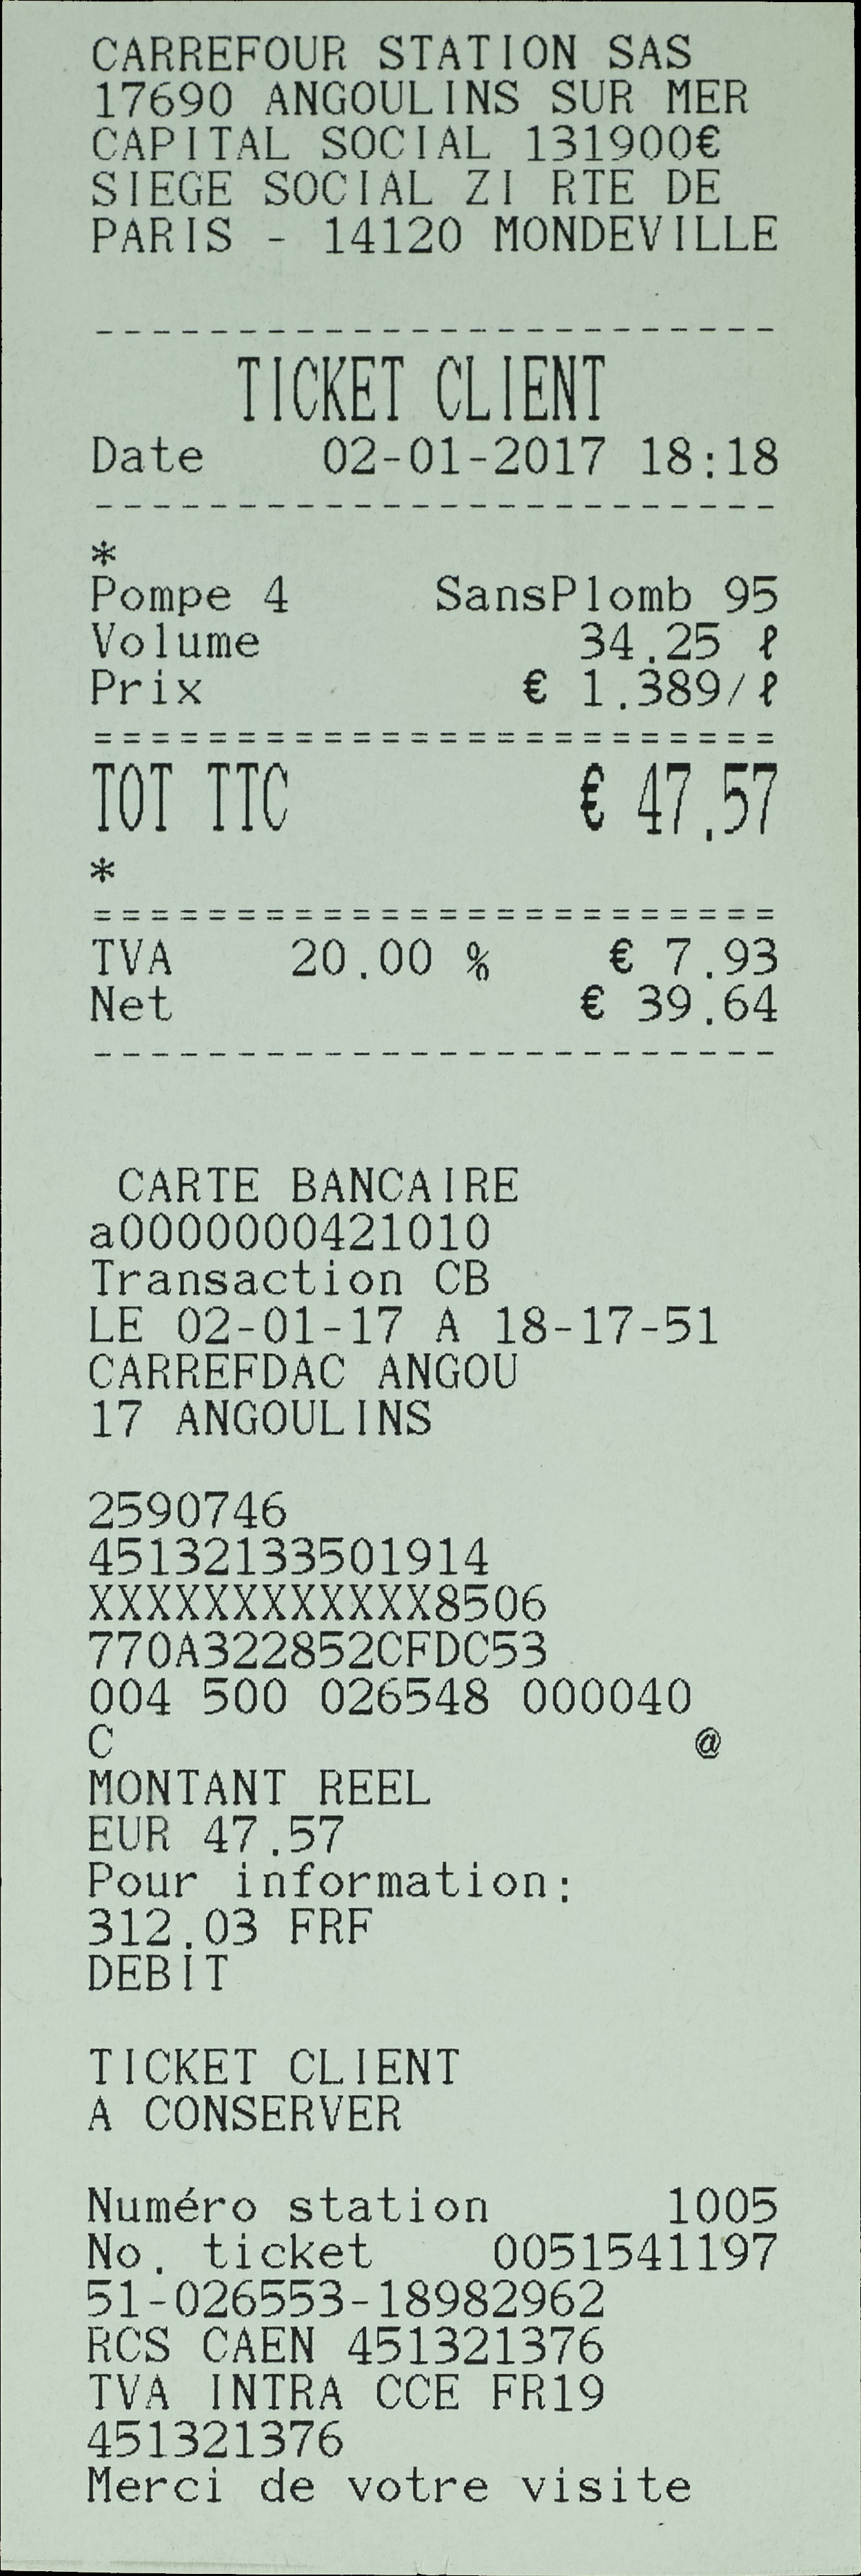 CARREFOUR STATION SAS
17690 ANGOULINS SUR MER
CAPITAL SOCIAL 131900€
SIEGE SOCIAL ZI RTE DE
PARIS - 14120 MONDEVILLE
------------------------
TICKET CLIENT
Date 02-01-2017 18:18
------------------------
*
Pompe 4 SansPlomb 95
Volume 34.25 ℓ
Prix € 1.389/ℓ
========================
TOT TTC € 47.57
*
========================
TVA 20.00 % € 7.93
Net € 39.64
------------------------
CARTE BANCAIRE
a0000000421010
Transaction CB
LE 02-01-17 A 18-17-51
CARREFDAC ANGOU
17 ANGOULINS
2590746
45132133501914
XXXXXXXXXXXX8506
770A322852CFDC53
004 500 026548 000040
C @
MONTANT REEL
EUR 47.57
Pour information:
312.03 FRF
DEBIT
TICKET CLIENT
A CONSERVER
Numéro station 1005
No. ticket 0051541197
51-026553-18982962
RCS CAEN 451321376
TVA INTRA CCE FR19
451321376
Merci de votre visite